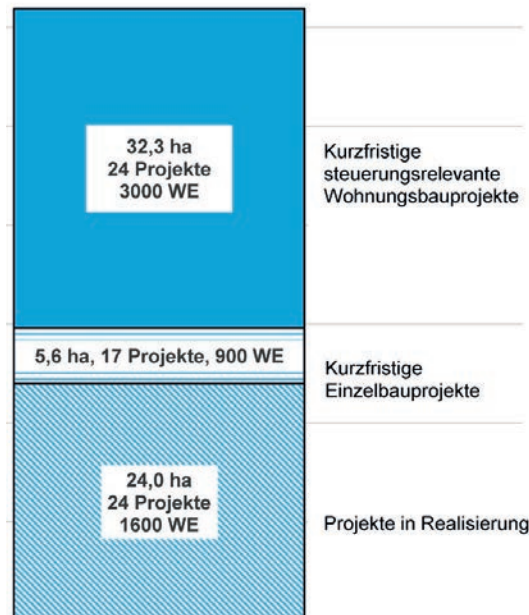 32,3 ha
24 Projekte
3000 WE
Kurzfristige
steuerungsrelevante
Wohnungsbauprojekte
5,6 ha, 17 Projekte, 900 WE
Kurzfristige
Einzelbauprojekte
24,0 ha
24 Projekte
1600 WE
Projekte in Realisierung